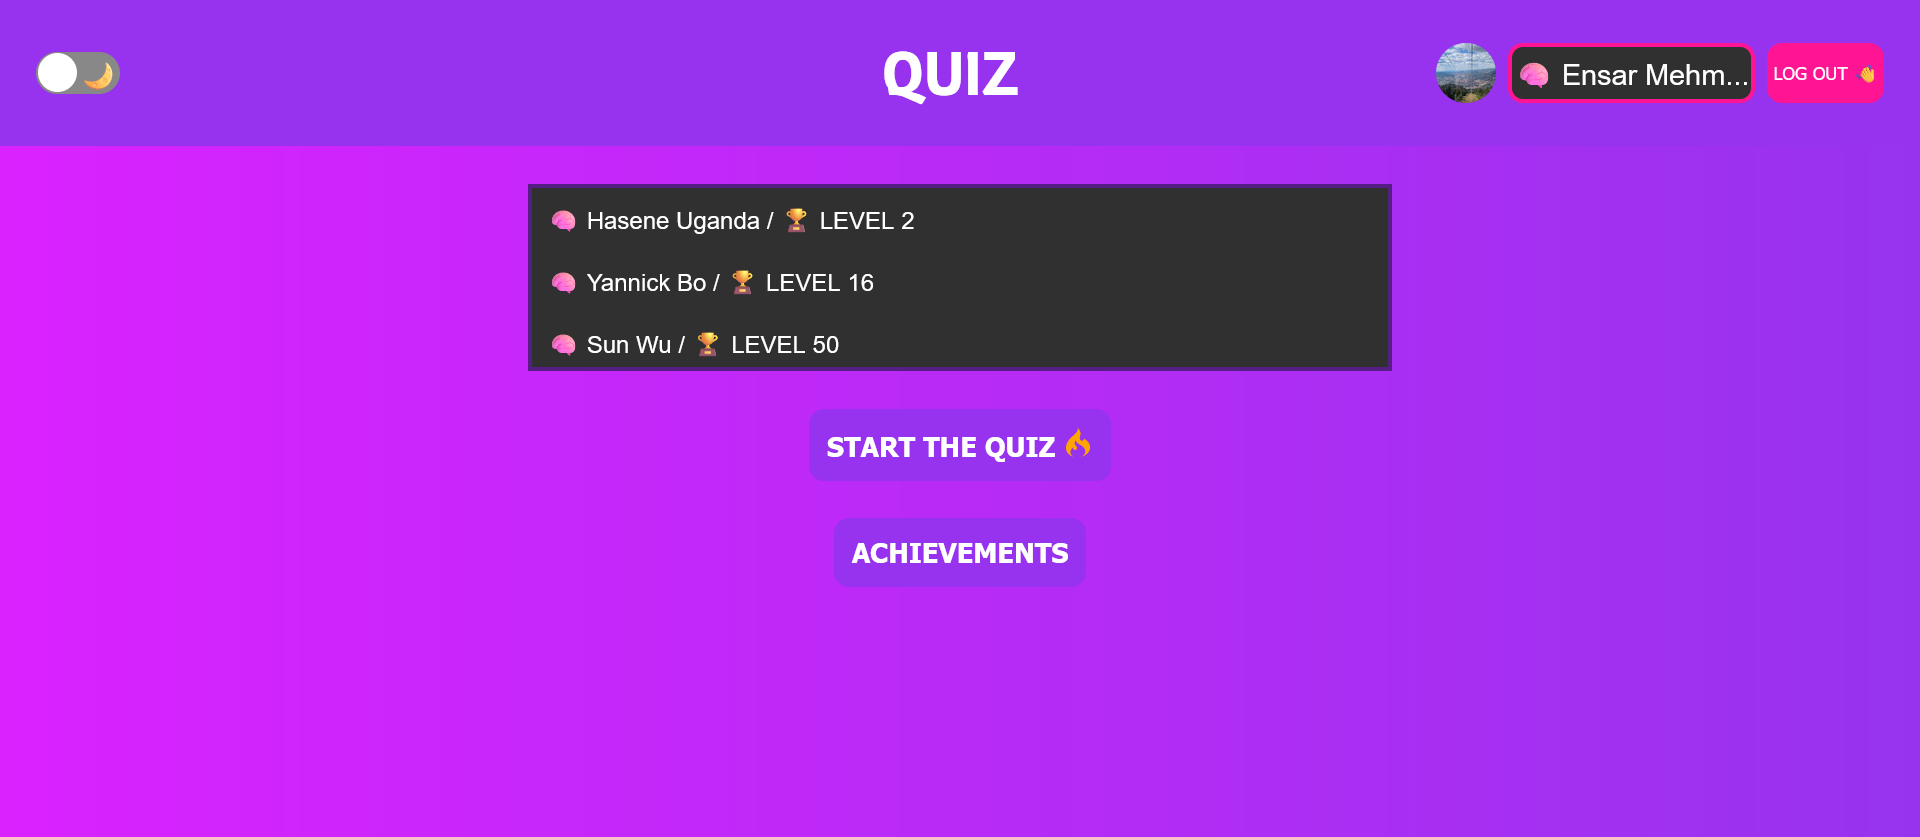 QUIZ
🧠 Ensar Mehm...
LOG OUT 👋
🧠 Hasene Uganda / 🏆 LEVEL 2
🧠 Yannick Bo / 🏆 LEVEL 16
🧠 Sun Wu / 🏆 LEVEL 50
START THE QUIZ
ACHIEVEMENTS